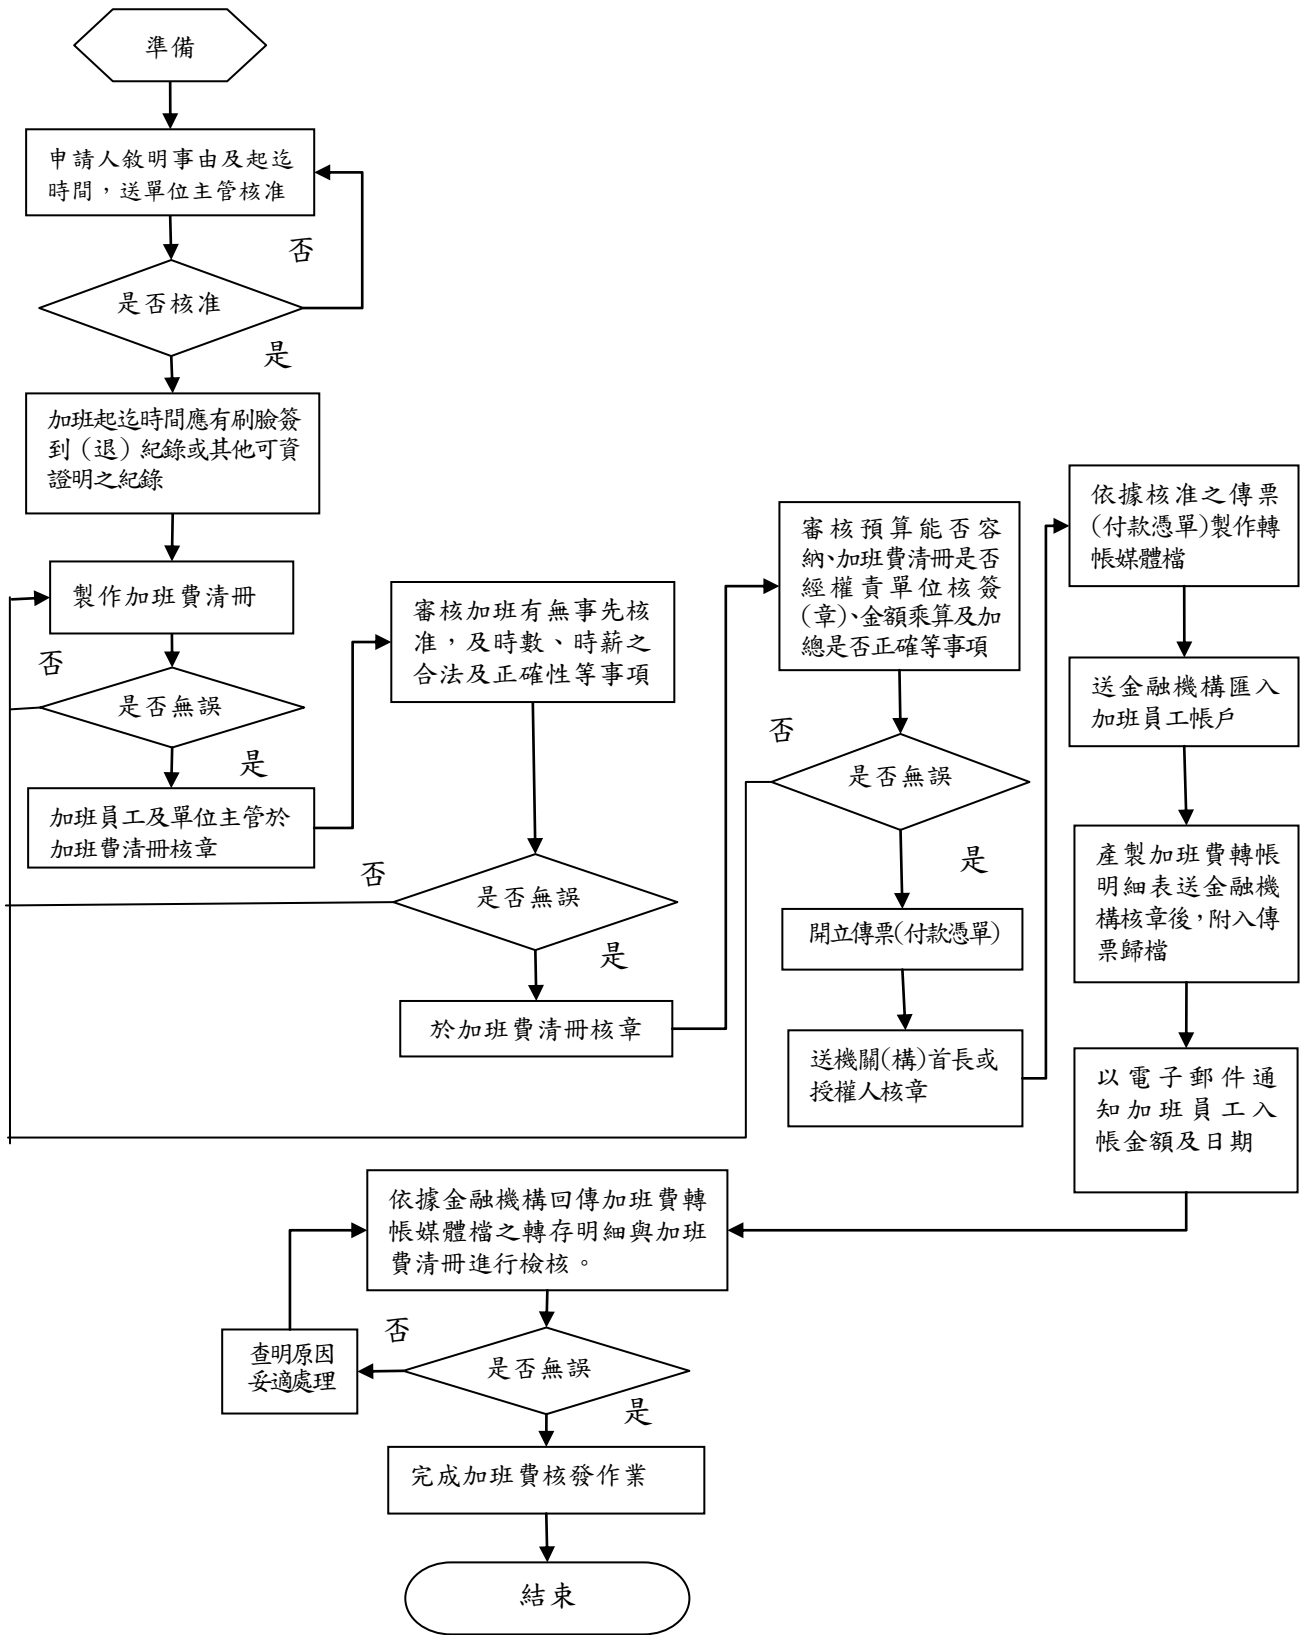 準備
申請人敘明事由及起迄
時間，送單位主管核准
否
是否核准
是
加班起迄時間應有刷臉簽
到（退）紀錄或其他可資
證明之紀錄
製作加班費清冊
否
是否無誤
是
加班員工及單位主管於
加班費清冊核章
審核加班有無事先核
准，及時數、時薪之
合法及正確性等事項
否
是否無誤
是
於加班費清冊核章
審核預算能否容
納、加班費清冊是否
經權責單位核簽
(章)、金額乘算及加
總是否正確等事項
否
是否無誤
是
開立傳票(付款憑單)
送機關(構)首長或
授權人核章
依據核准之傳票
(付款憑單)製作轉
帳媒體檔
送金融機構匯入
加班員工帳戶
產製加班費轉帳
明細表送金融機
構核章後，附入傳
票歸檔
以電子郵件通
知加班員工入
帳金額及日期
依據金融機構回傳加班費轉
帳媒體檔之轉存明細與加班
費清冊進行檢核。
否
查明原因
妥適處理
是否無誤
是
完成加班費核發作業
結束